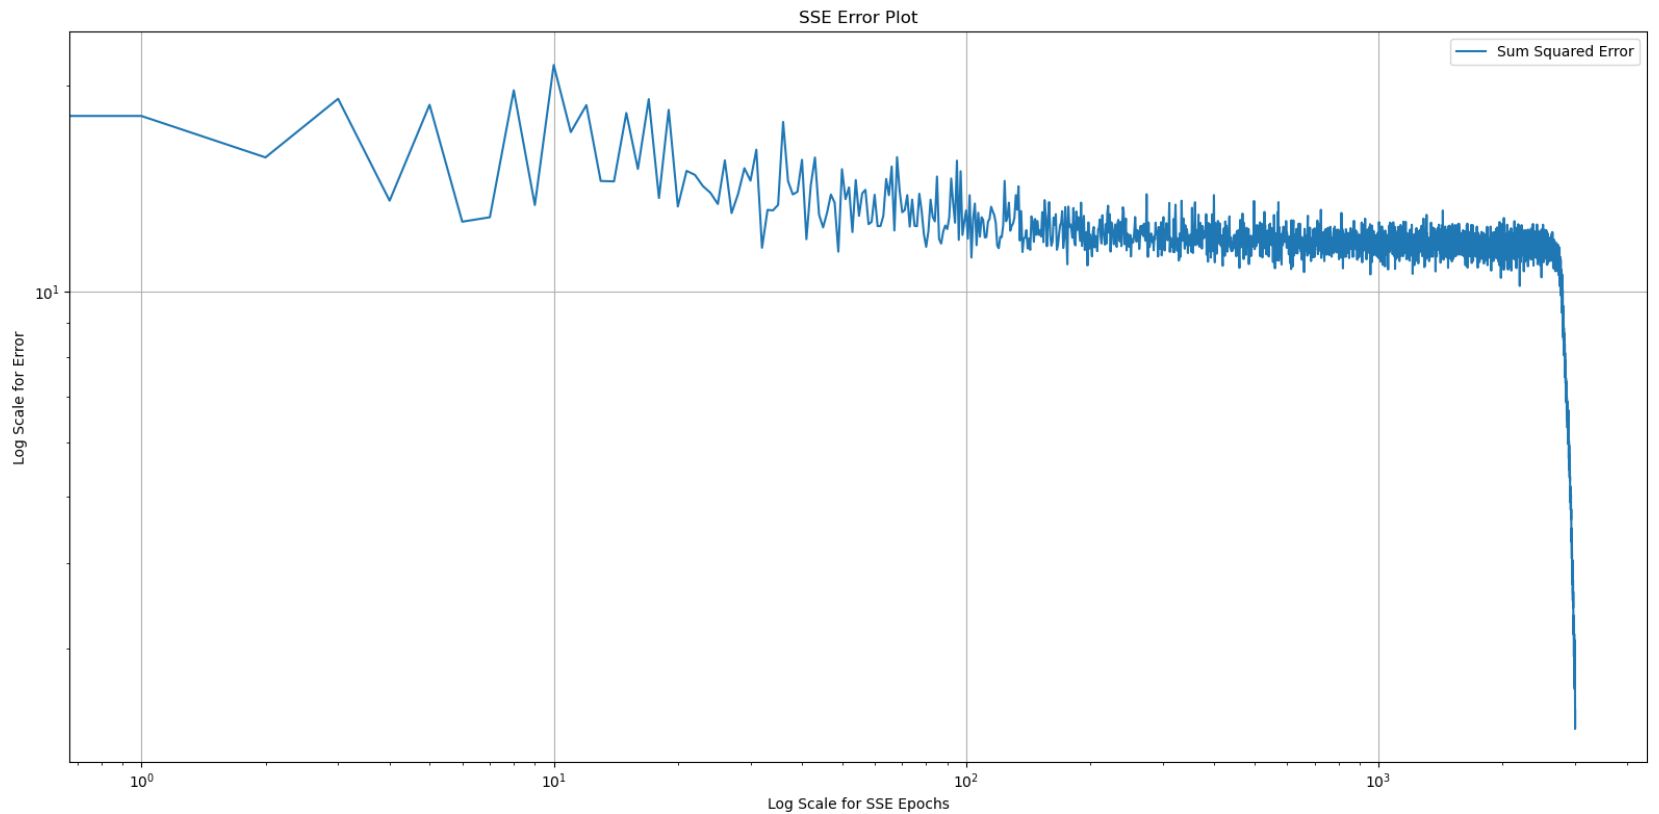 SSE Error Plot
Sum Squared Error
10¹
Log Scale for Error
10⁰ 10¹ 10² 10³
Log Scale for SSE Epochs